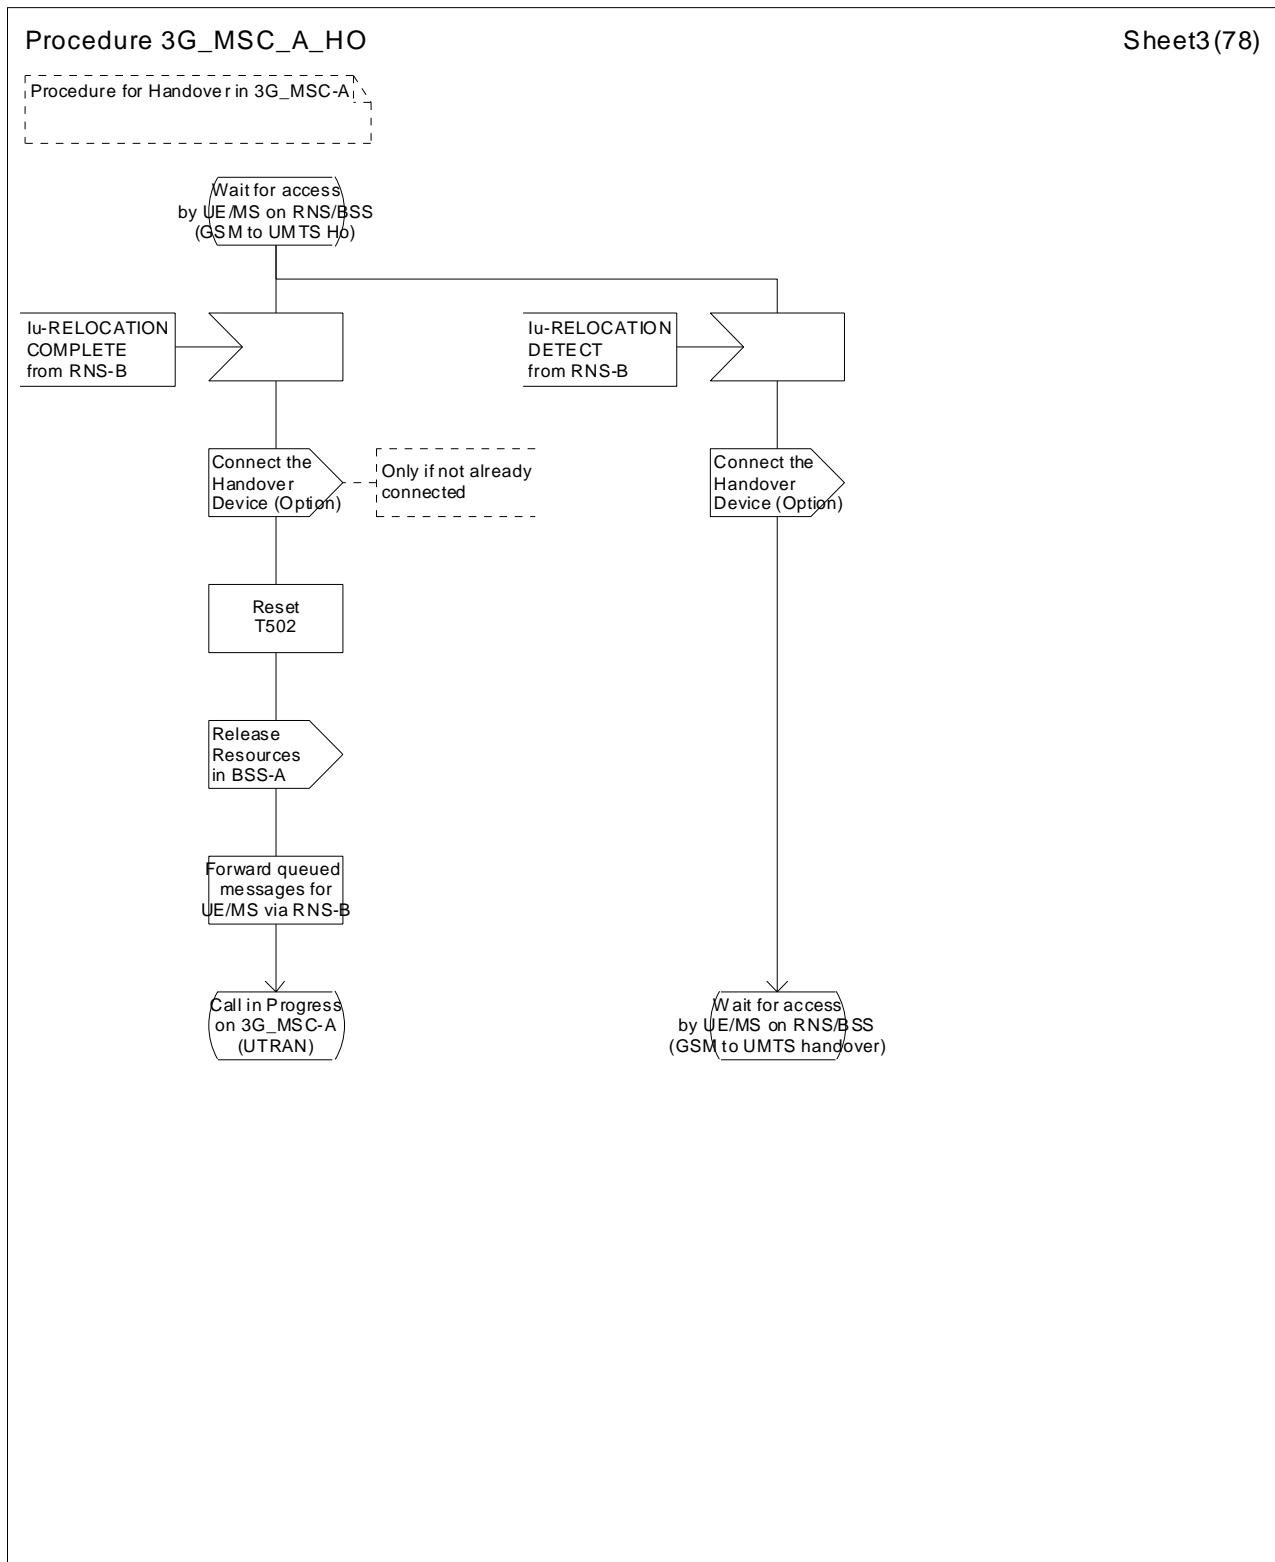 Procedure 3G_MSC_A_HO
Sheet3(78)
Procedure for Handover in 3G_MSC-A
Wait for access
by UE/MS on RNS/BSS
(GSM to UMTS Ho)
Iu-RELOCATION
COMPLETE
from RNS-B
Iu-RELOCATION
DETECT
from RNS-B
Connect the
Handover
Device (Option)
Only if not already
connected
Connect the
Handover
Device (Option)
Reset
T502
Release
Resources
in BSS-A
Forward queued
messages for
UE/MS via RNS-B
Call in Progress
on 3G_MSC-A
(UTRAN)
Wait for access
by UE/MS on RNS/BSS
(GSM to UMTS handover)